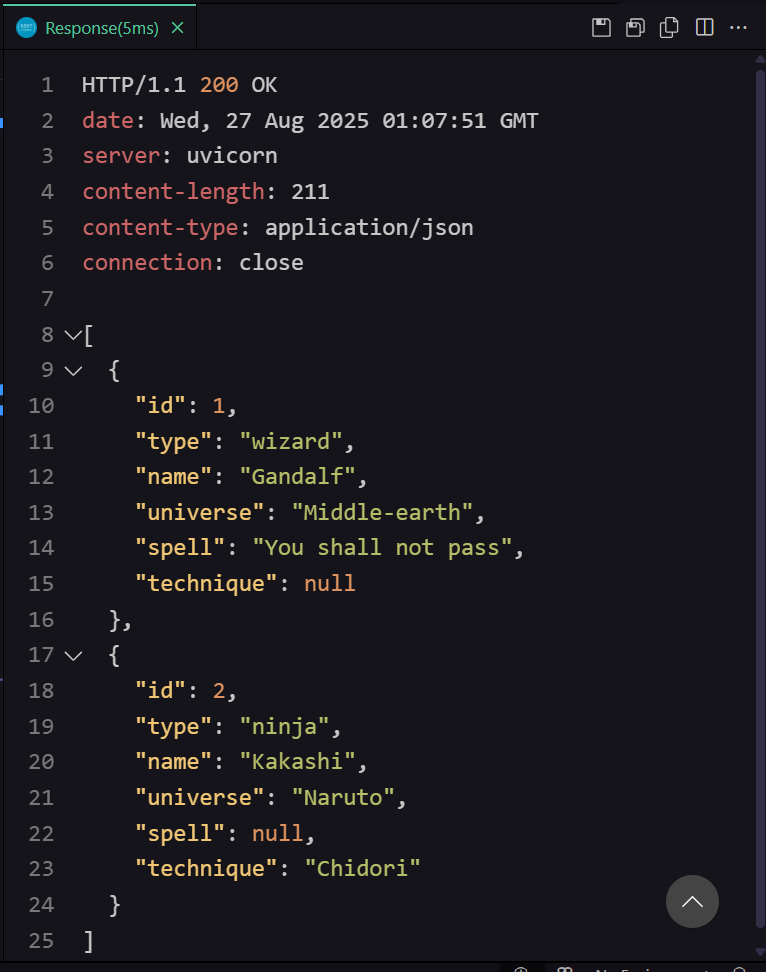 Response(5ms)
1 HTTP/1.1 200 OK
2 date: Wed, 27 Aug 2025 01:07:51 GMT
3 server: uvicorn
4 content-length: 211
5 content-type: application/json
6 connection: close
7
8 [
9 {
10 "id": 1,
11 "type": "wizard",
12 "name": "Gandalf",
13 "universe": "Middle-earth",
14 "spell": "You shall not pass",
15 "technique": null
16 },
17 {
18 "id": 2,
19 "type": "ninja",
20 "name": "Kakashi",
21 "universe": "Naruto",
22 "spell": null,
23 "technique": "Chidori"
24 }
25 ]